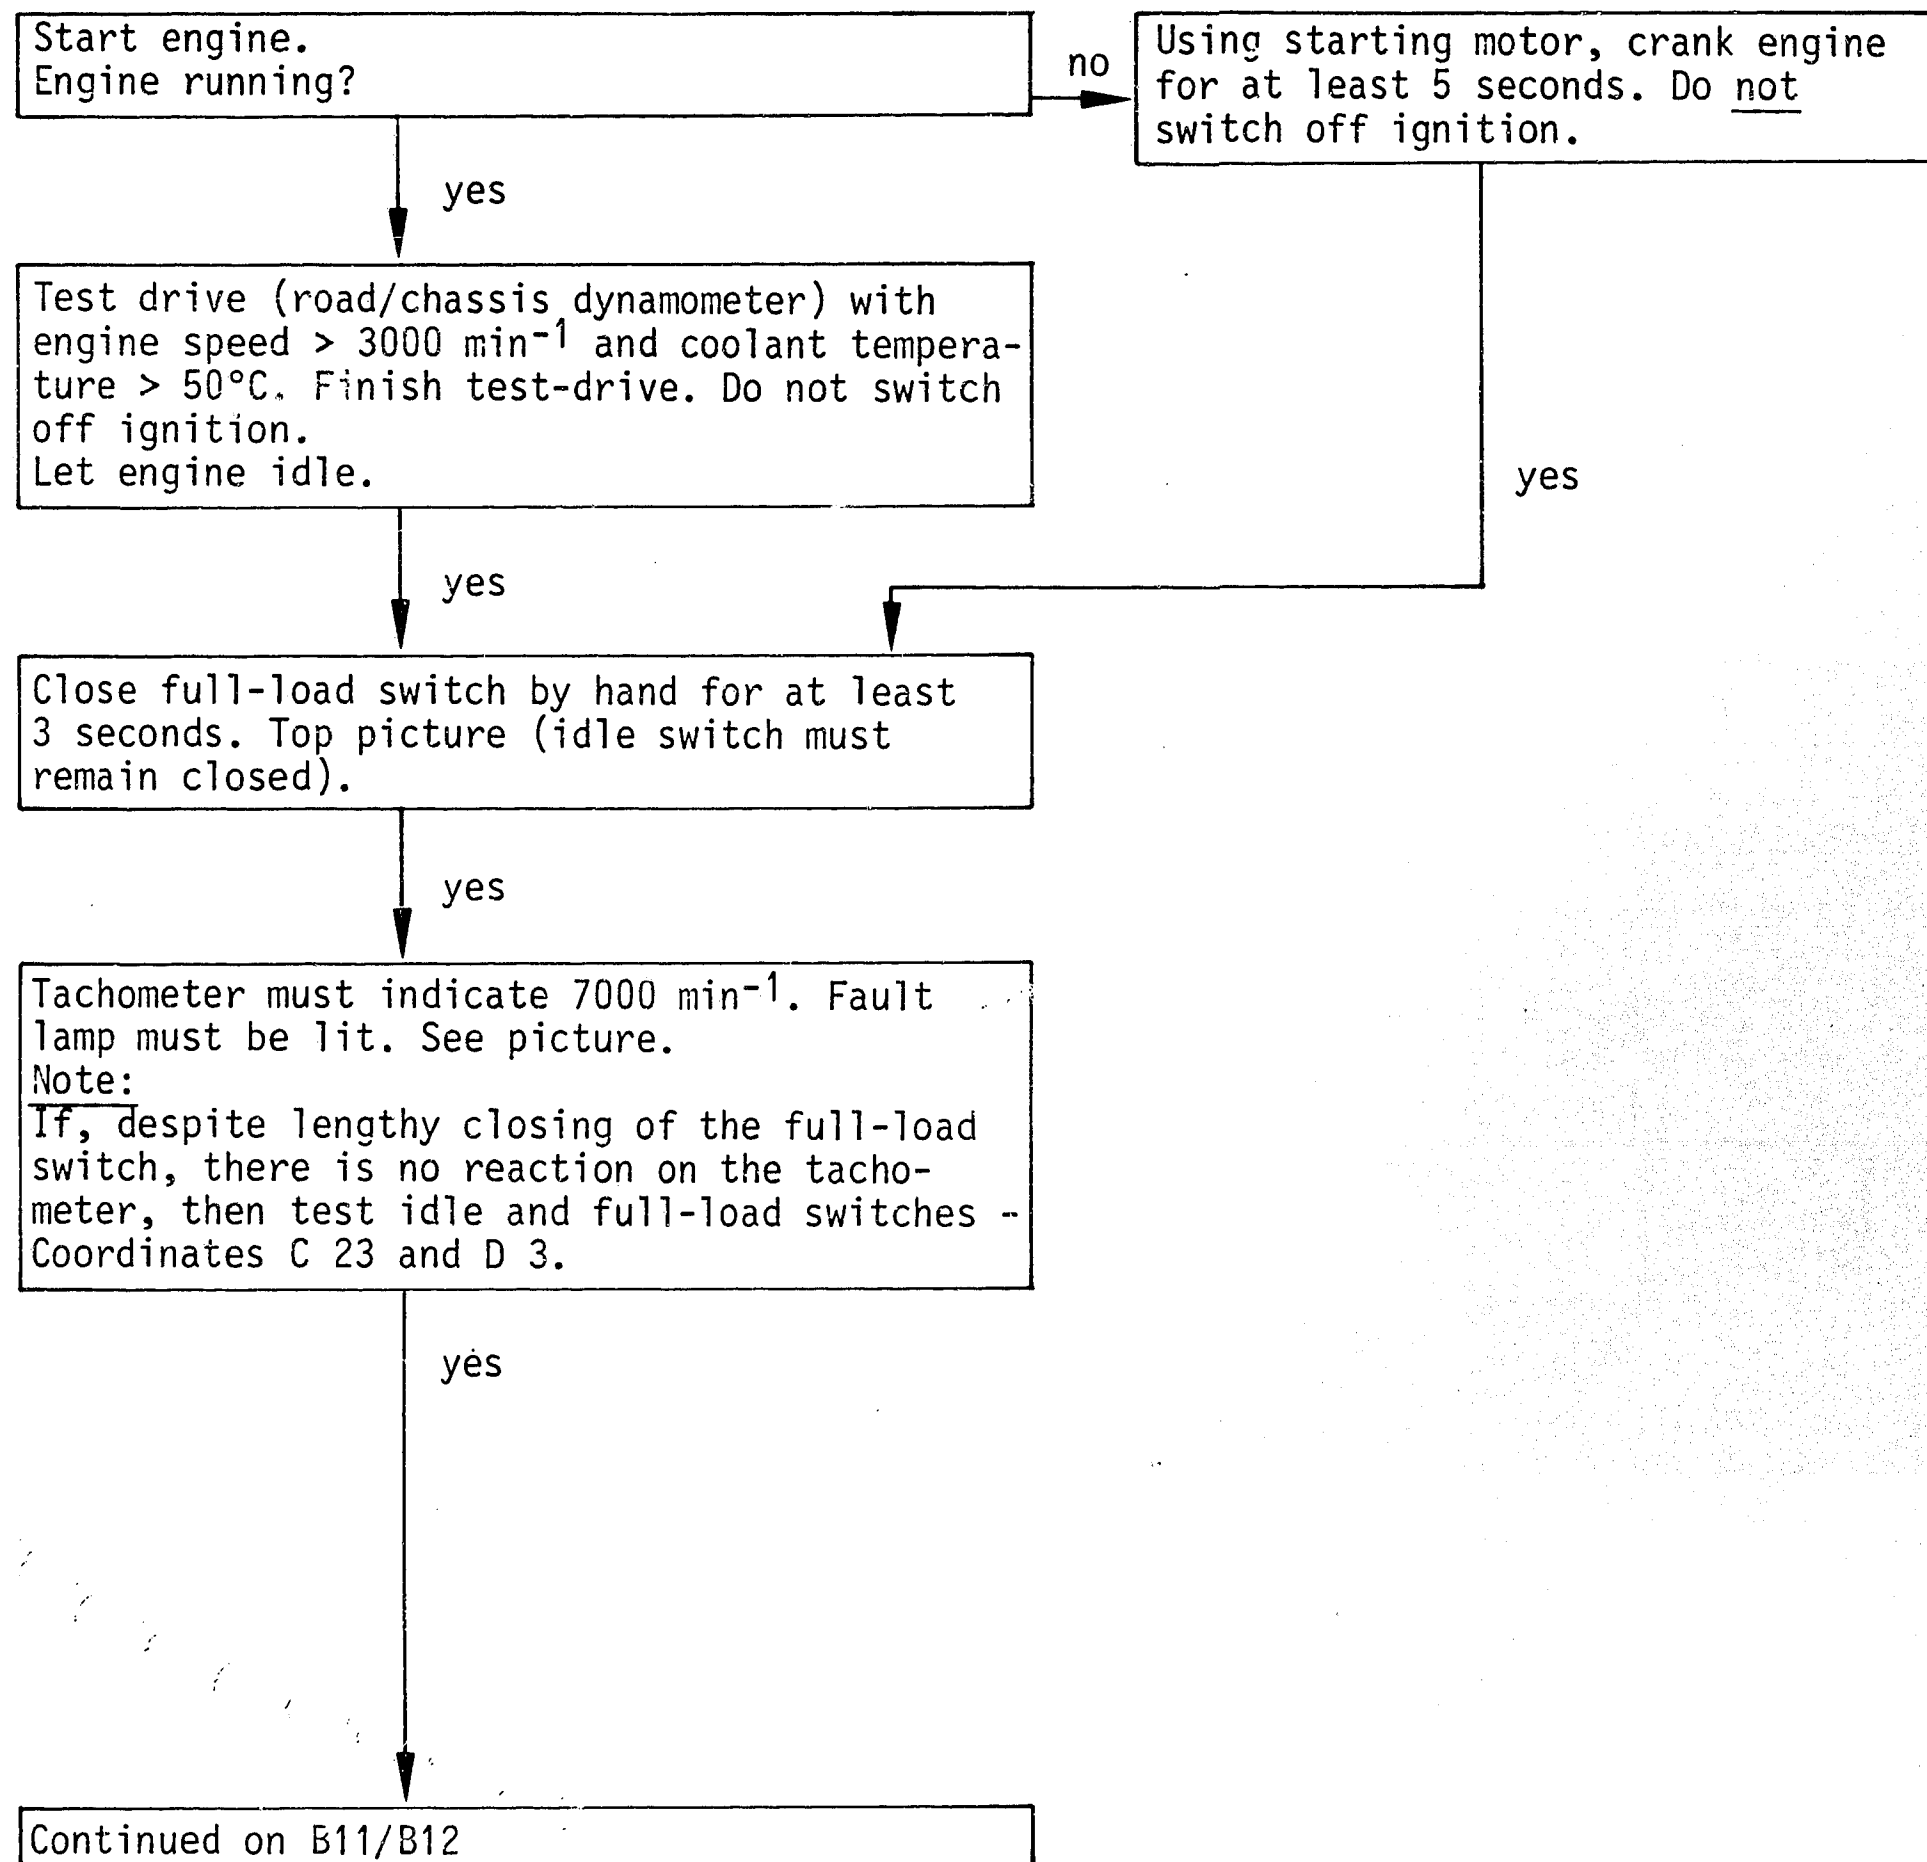 Start engine.
Engine running?
no
Using starting motor, crank engine
for at least 5 seconds. Do not
switch off ignition.
yes
Test drive (road/chassis dynamometer) with
engine speed > 3000 min⁻¹ and coolant tempera-
ture > 50°C. Finish test-drive. Do not switch
off ignition.
Let engine idle.
yes
yes
Close full-load switch by hand for at least
3 seconds. Top picture (idle switch must
remain closed).
yes
Tachometer must indicate 7000 min⁻¹. Fault
lamp must be lit. See picture.
Note:
If, despite lengthy closing of the full-load
switch, there is no reaction on the tacho-
meter, then test idle and full-load switches -
Coordinates C 23 and D 3.
yes
Continued on B11/B12